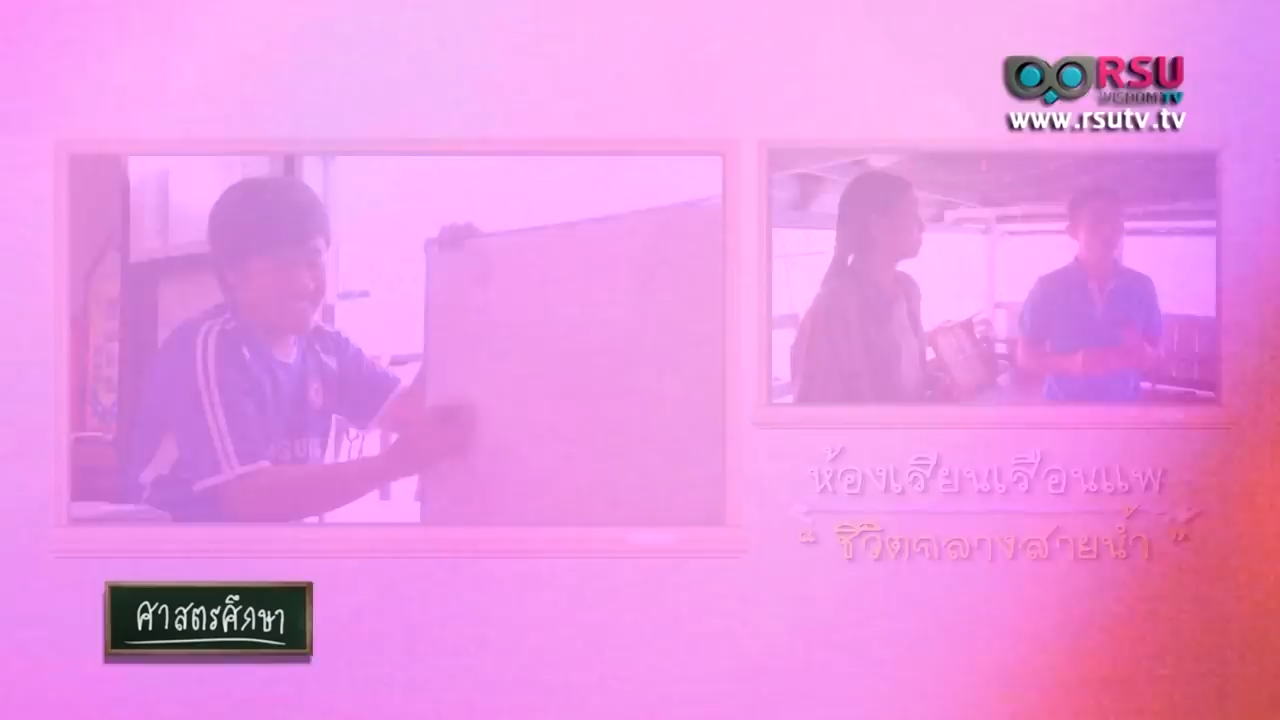 RSU
WISDOM TV
www.rsutv.tv
ห้องเรียนเรือนแพ
“ ชีวิตกลางสายน้ำ ”
ศาสตรศึกษา